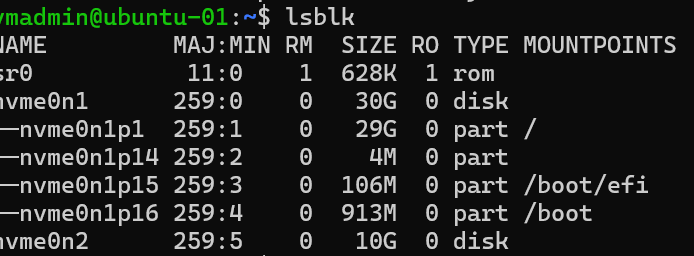 vmadmin@ubuntu-01:~$ lsblk
NAME MAJ:MIN RM SIZE RO TYPE MOUNTPOINTS
sr0 11:0 1 628K 1 rom
nvme0n1 259:0 0 30G 0 disk
──nvme0n1p1 259:1 0 29G 0 part /
──nvme0n1p14 259:2 0 4M 0 part
──nvme0n1p15 259:3 0 106M 0 part /boot/efi
──nvme0n1p16 259:4 0 913M 0 part /boot
nvme0n2 259:5 0 10G 0 disk